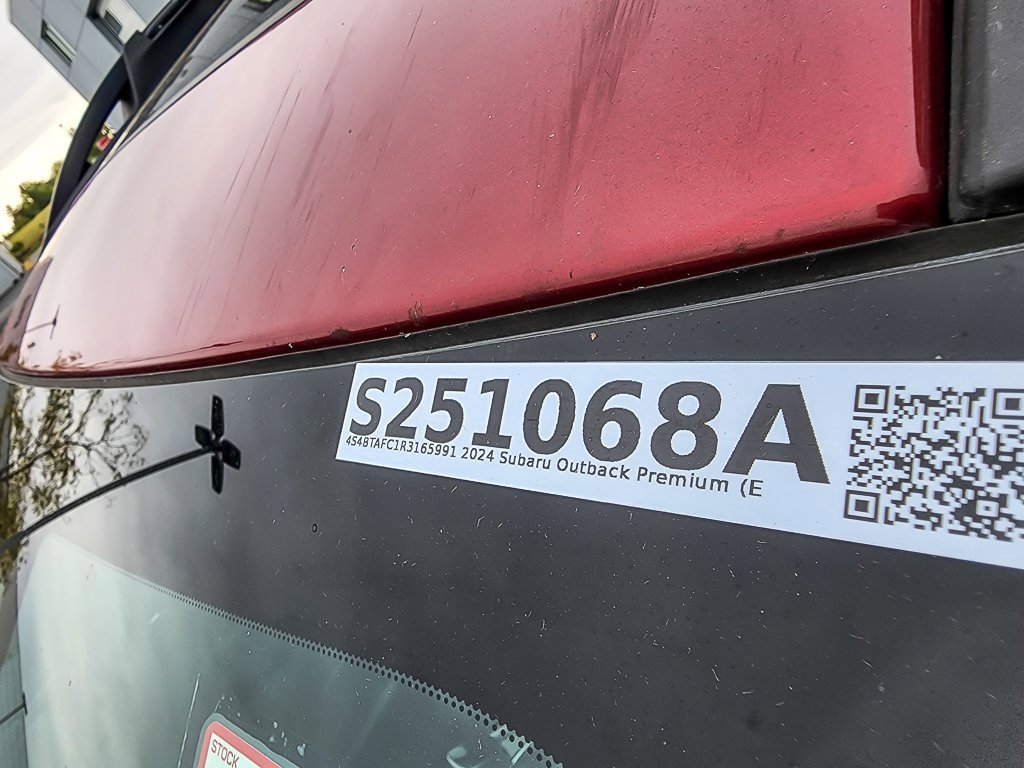 S251068A
4S4BTAFC1R3165991 2024 Subaru Outback Premium (E
STOCK